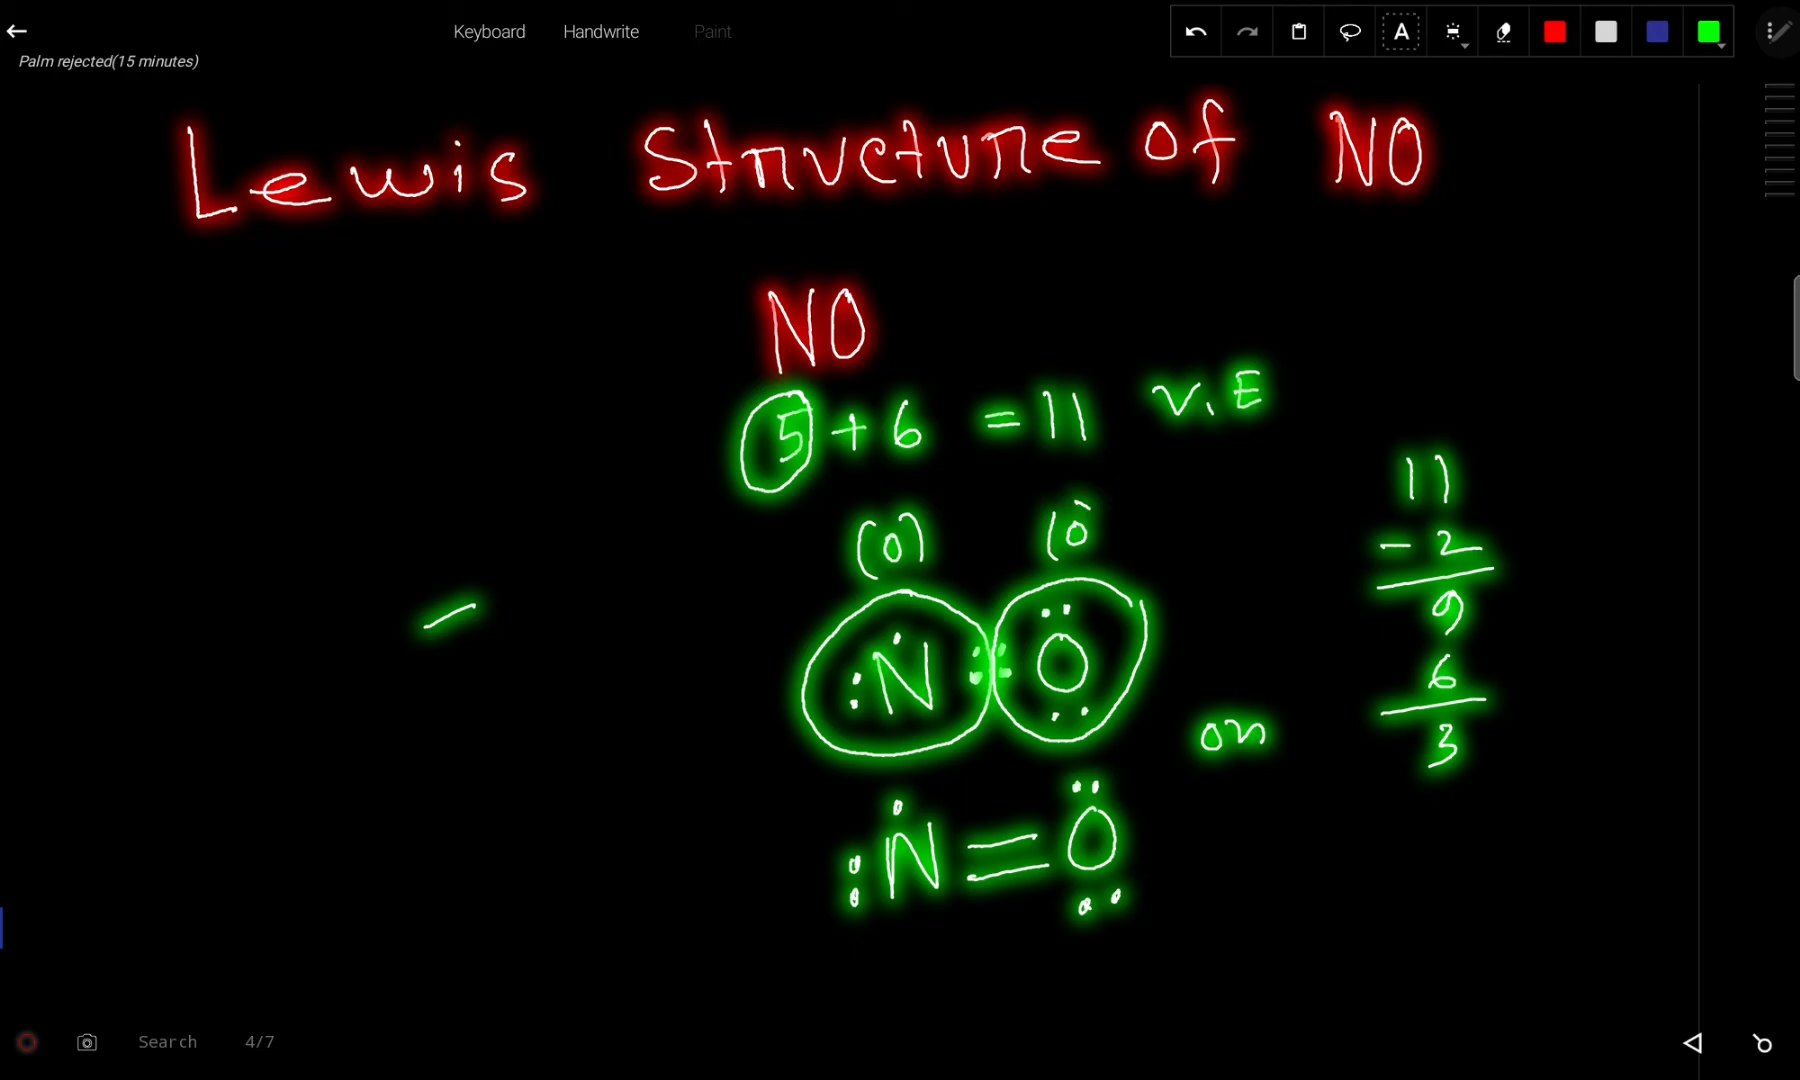 Keyboard Handwrite Paint A
Palm rejected(15 minutes)
Lewis Structure of NO
NO
5 + 6 = 11 V.E
11
- 2
9
6
3
(0) (0
:Ṅ :: Ö
or
:Ṅ = Ö
Search 4/7